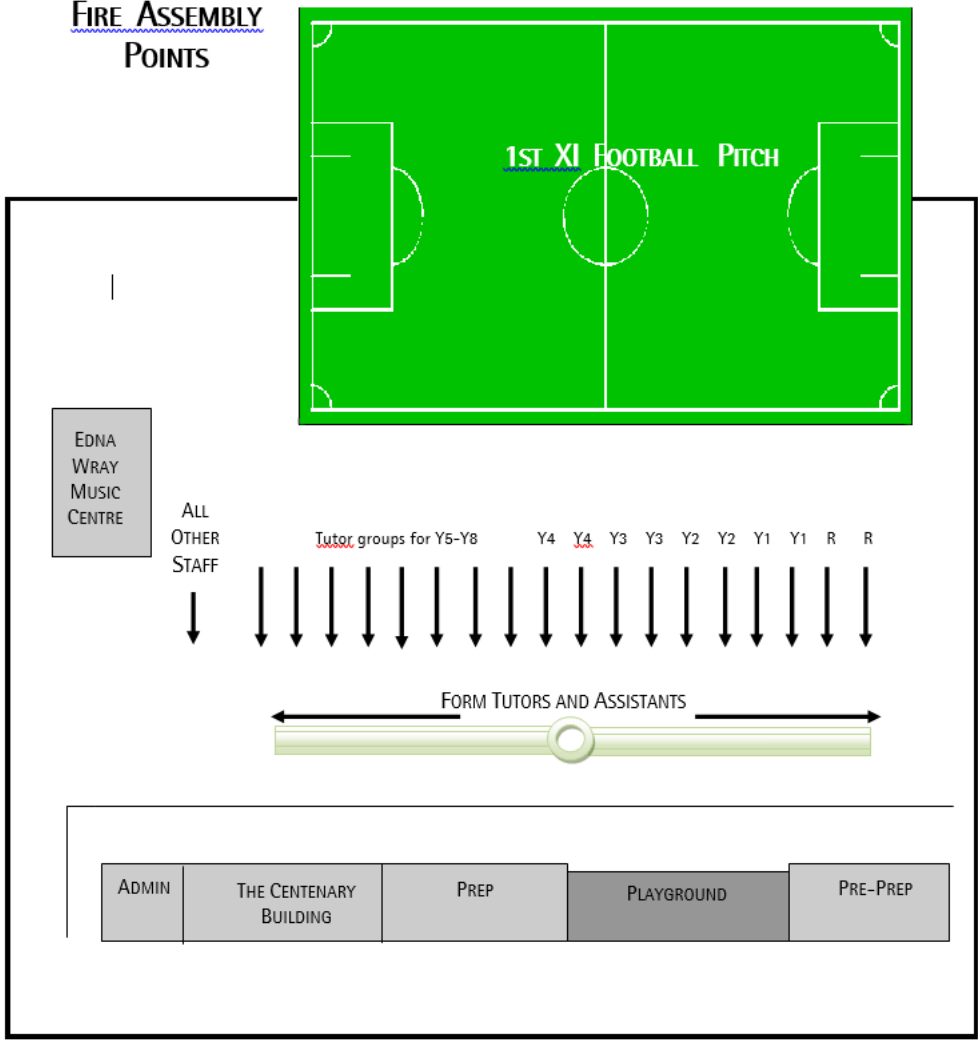 FIRE ASSEMBLY
POINTS
1ST XI FOOTBALL PITCH
EDNA
WRAY
MUSIC
CENTRE
ALL
OTHER
STAFF
Tutor groups for Y5-Y8 Y4 Y4 Y3 Y3 Y2 Y2 Y1 Y1 R R
FORM TUTORS AND ASSISTANTS
ADMIN
THE CENTENARY
BUILDING
PREP
PLAYGROUND
PRE-PREP